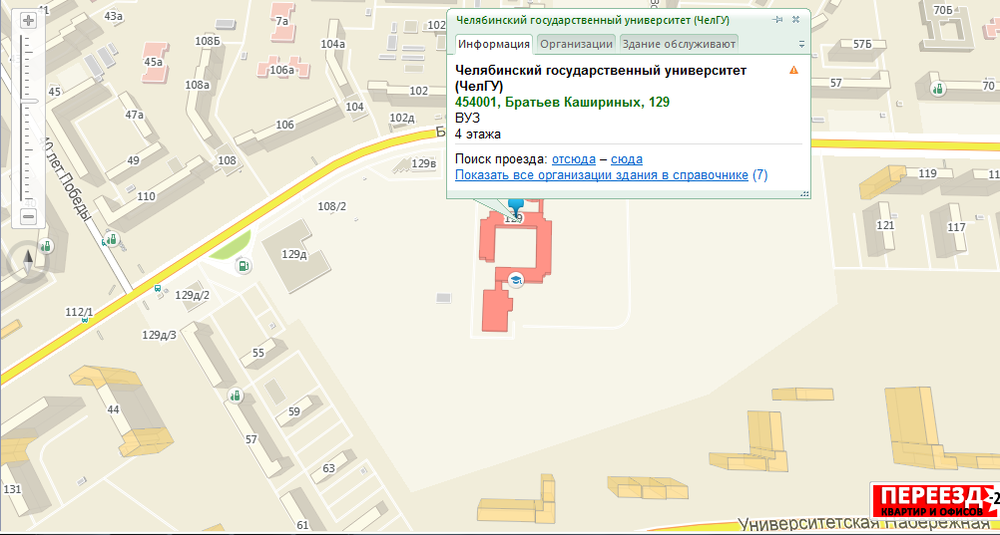 Челябинский государственный университет (ЧелГУ)
Информация
Организации
Здание обслуживают
Челябинский государственный университет
(ЧелГУ)
454001, Братьев Кашириных, 129
ВУЗ
4 этажа
Поиск проезда: отсюда – сюда
Показать все организации здания в справочнике (7)
41
43а
7а
45а
108Б
104а
106а
108а
102
45
47а
104
102д
106
49
108
129в
110
40 лет Победы
Б
108/2
129
129д
129д/2
112/1
129д/3
55
44
59
57
63
131
61
70Б
57Б
70
119
11
121
117
Университетская Набережная
ПЕРЕЕЗД
КВАРТИР И ОФИСОВ